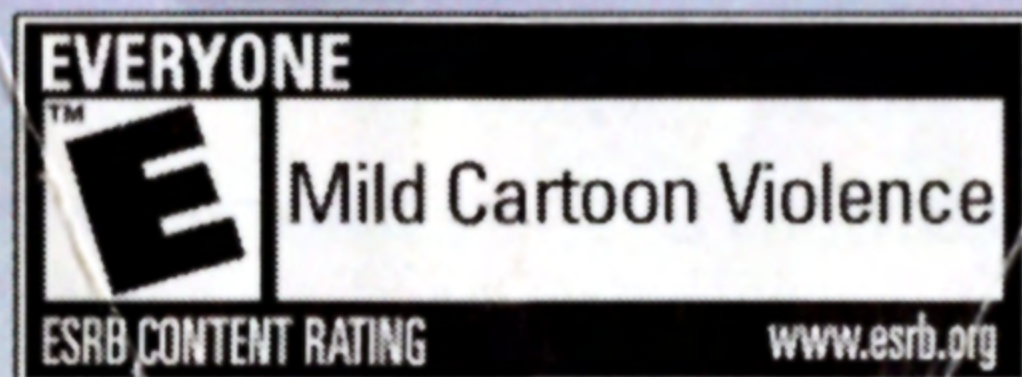 EVERYONE
TM
E
Mild Cartoon Violence
ESRB CONTENT RATING www.esrb.org